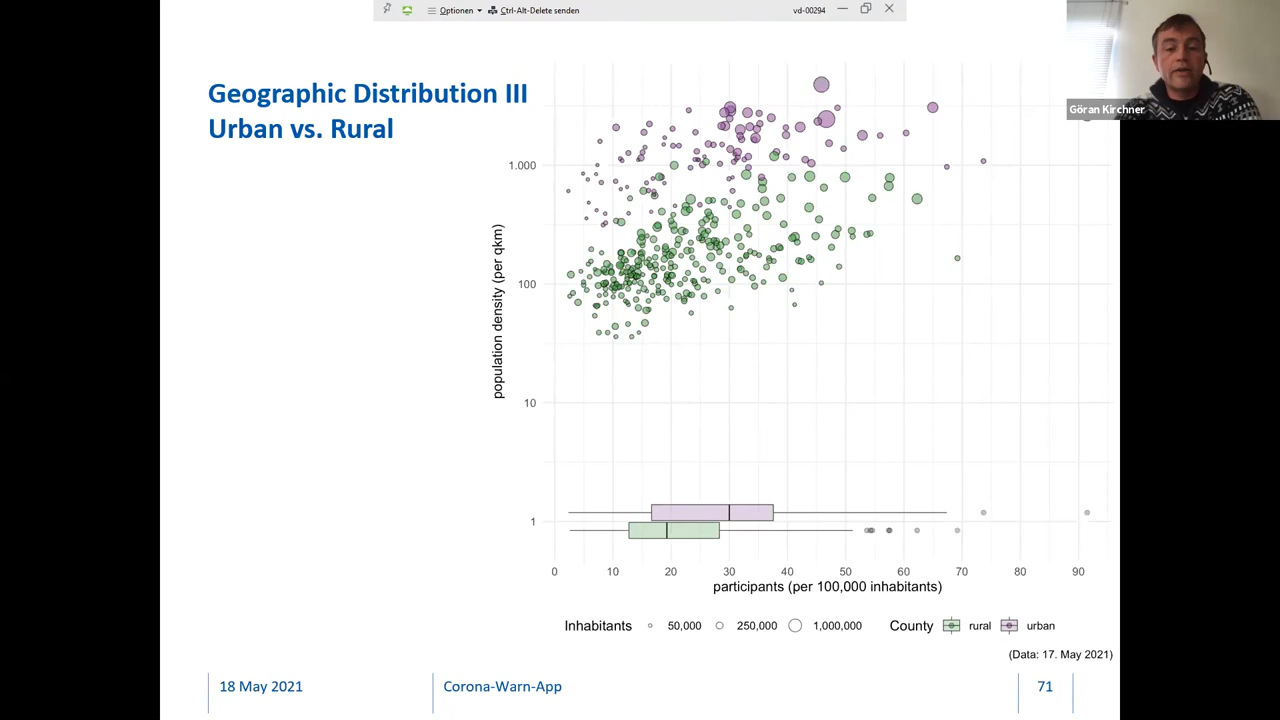 Optionen
Ctrl-Alt-Delete senden
vd-00294
Göran Kirchner
Geographic Distribution III
Urban vs. Rural
population density (per qkm)
1.000
100
10
1
0 10 20 30 40 50 60 70 80 90
participants (per 100,000 inhabitants)
Inhabitants 50,000 250,000 1,000,000 County rural urban
(Data: 17. May 2021)
18 May 2021 Corona-Warn-App 71